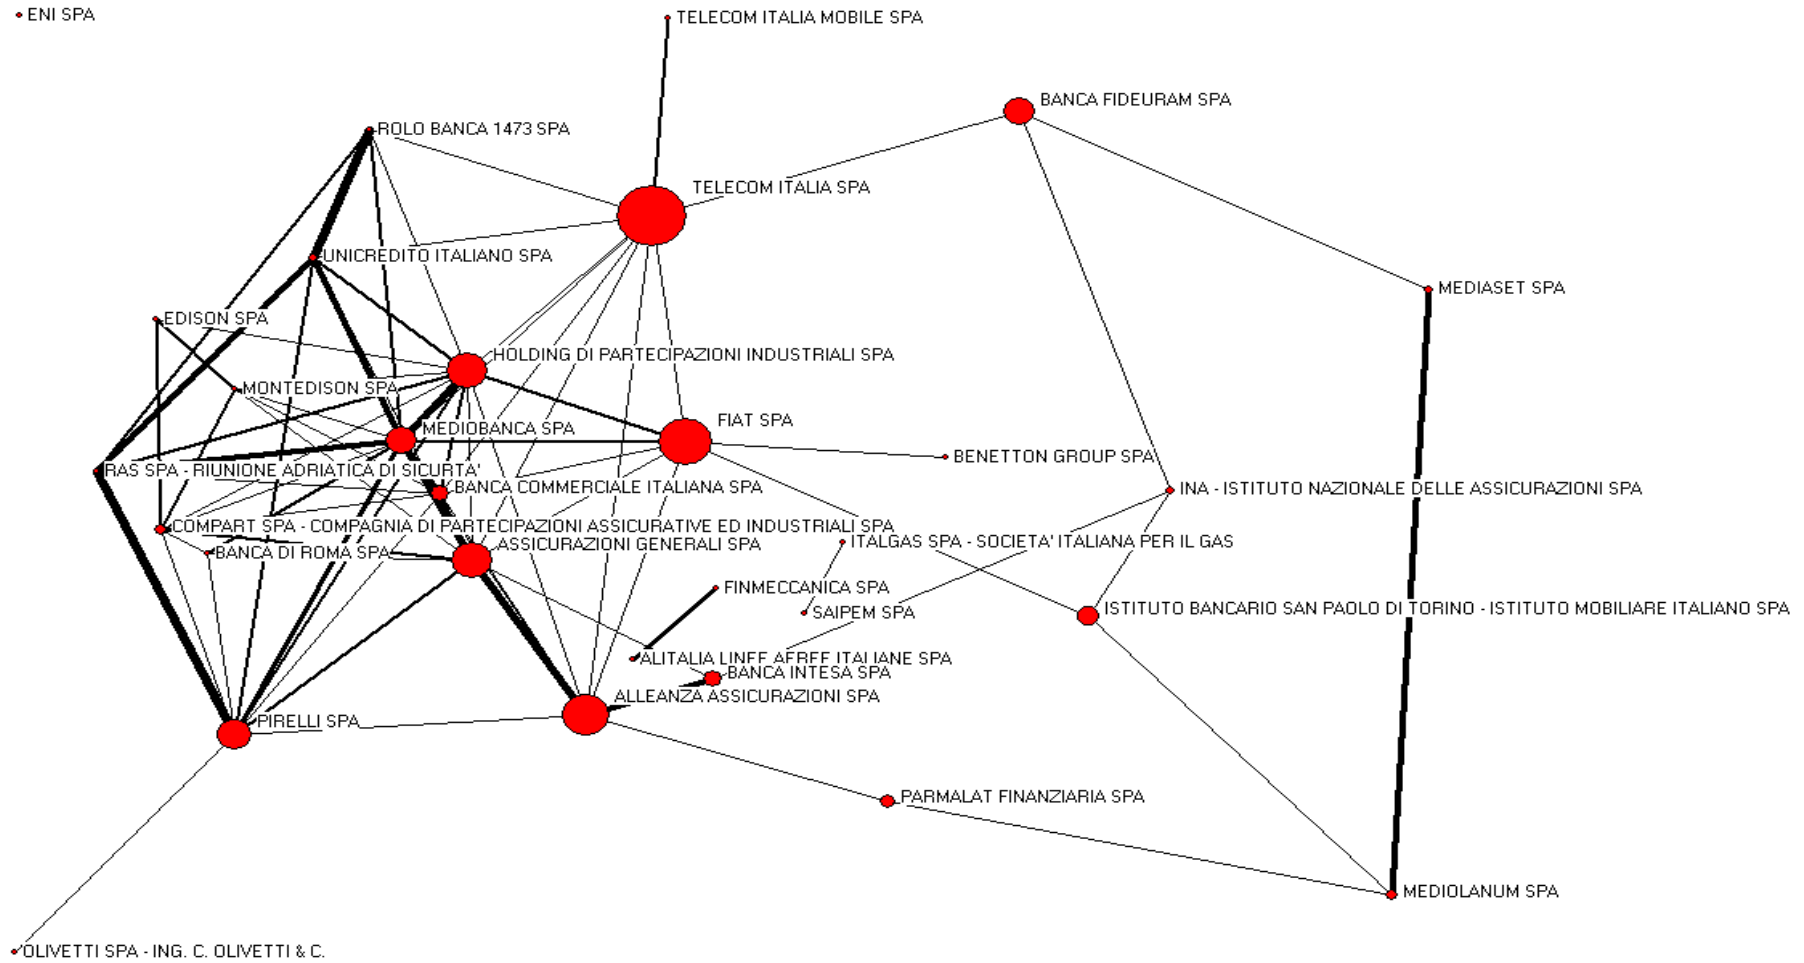 ENI SPA
TELECOM ITALIA MOBILE SPA
BANCA FIDEURAM SPA
ROLO BANCA 1473 SPA
TELECOM ITALIA SPA
UNICREDITO ITALIANO SPA
MEDIASET SPA
EDISON SPA
HOLDING DI PARTECIPAZIONI INDUSTRIALI SPA
MONTEDISON SPA
FIAT SPA
MEDIOBANCA SPA
BENETTON GROUP SPA
RAS SPA - RIUNIONE ADRIATICA DI SICURTA'
BANCA COMMERCIALE ITALIANA SPA
INA - ISTITUTO NAZIONALE DELLE ASSICURAZIONI SPA
COMPART SPA - COMPAGNIA DI PARTECIPAZIONI ASSICURATIVE ED INDUSTRIALI SPA
ASSICURAZIONI GENERALI SPA
ITALGAS SPA - SOCIETA' ITALIANA PER IL GAS
BANCA DI ROMA SPA
FINMECCANICA SPA
SAIPEM SPA
ISTITUTO BANCARIO SAN PAOLO DI TORINO - ISTITUTO MOBILIARE ITALIANO SPA
ALITALIA LINEE AEREE ITALIANE SPA
BANCA INTESA SPA
ALLEANZA ASSICURAZIONI SPA
PIRELLI SPA
PARMALAT FINANZIARIA SPA
MEDIOLANUM SPA
OLIVETTI SPA - ING. C. OLIVETTI & C.